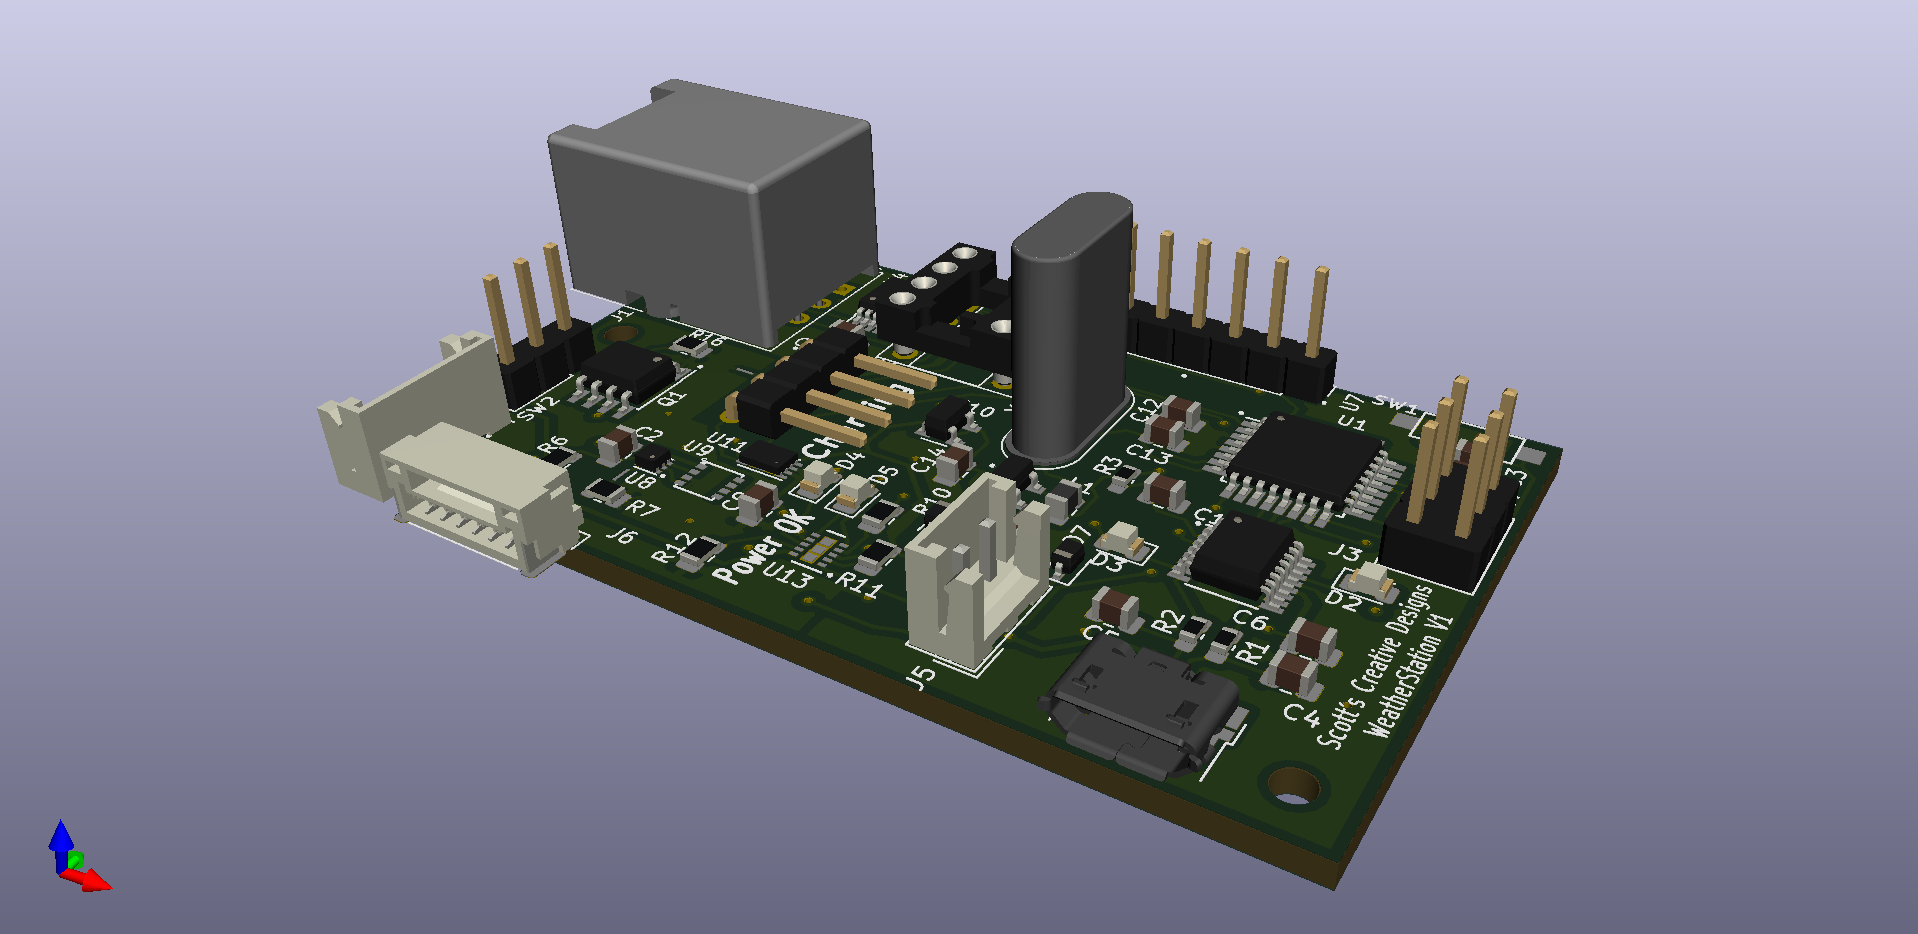 J1
R16
SW2
Q1
R6
C2
U11
U9
U8
R7
J6
R12
Power OK
U13
R11
D4
D5
C14
R10
10
R3
C12
C13
U7
SW1
U1
J3
D7
D3
D2
C6
R2
R1
C4
J5
Scott's Creative Designs
WeatherStation V1